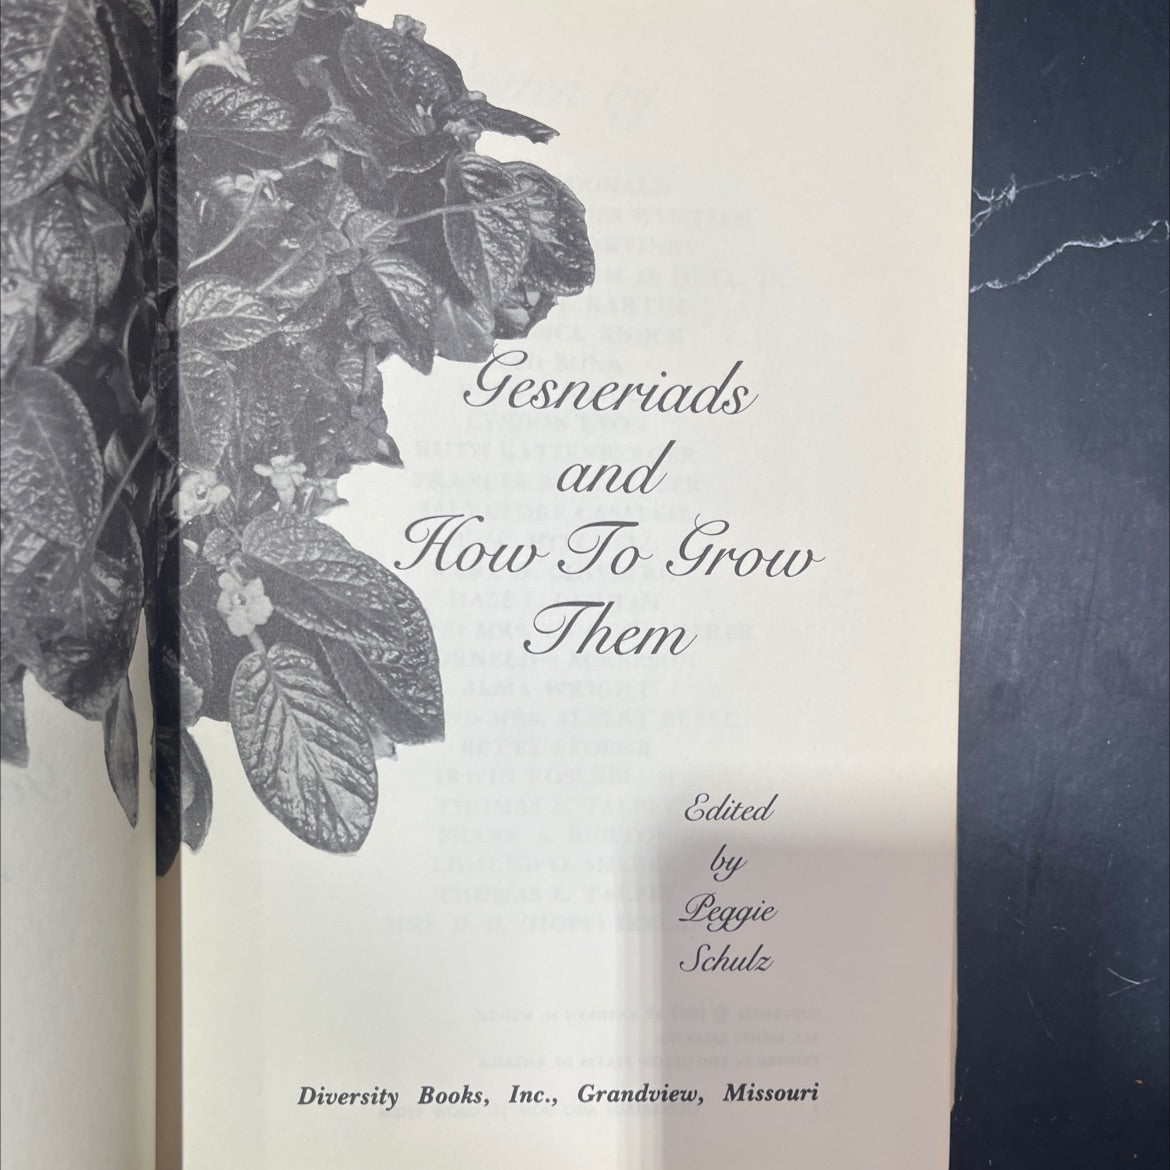 Gesneriads
and
How To Grow
Them
Edited
by
Peggie
Schulz
Diversity Books, Inc., Grandview, Missouri